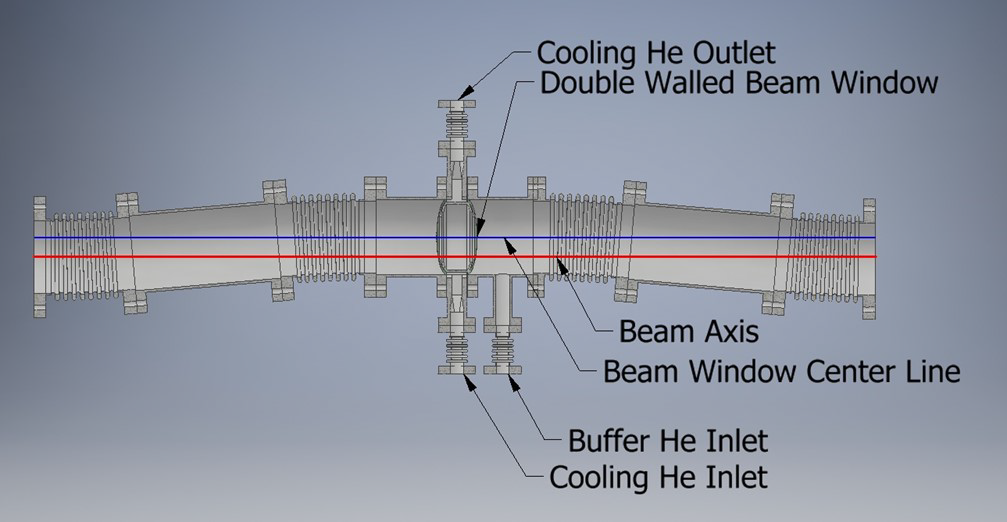 Cooling He Outlet
Double Walled Beam Window
Beam Axis
Beam Window Center Line
Buffer He Inlet
Cooling He Inlet